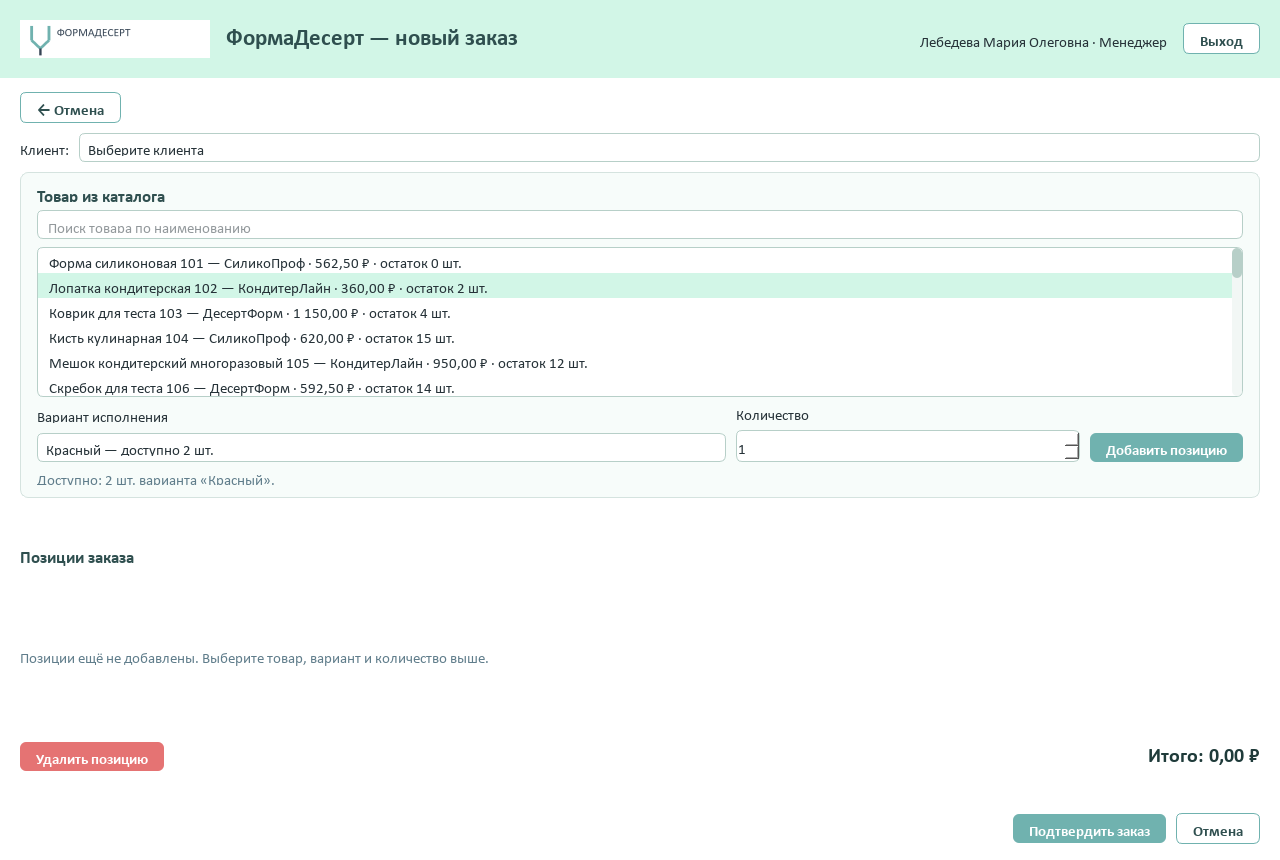 ФОРМАДЕСЕРТ
ФормаДесерт — новый заказ
Лебедева Мария Олеговна · Менеджер
Выход
← Отмена
Клиент:
Выберите клиента
Товар из каталога
Поиск товара по наименованию
Форма силиконовая 101 — СиликоПроф · 562,50 ₽ · остаток 0 шт.
Лопатка кондитерская 102 — КондитерЛайн · 360,00 ₽ · остаток 2 шт.
Коврик для теста 103 — ДесертФорм · 1 150,00 ₽ · остаток 4 шт.
Кисть кулинарная 104 — СиликоПроф · 620,00 ₽ · остаток 15 шт.
Мешок кондитерский многоразовый 105 — КондитерЛайн · 950,00 ₽ · остаток 12 шт.
Скребок для теста 106 — ДесертФорм · 592,50 ₽ · остаток 14 шт.
Вариант исполнения
Количество
Красный — доступно 2 шт.
1
Добавить позицию
Доступно: 2 шт. варианта «Красный».
Позиции заказа
Позиции ещё не добавлены. Выберите товар, вариант и количество выше.
Удалить позицию
Итого: 0,00 ₽
Подтвердить заказ
Отмена